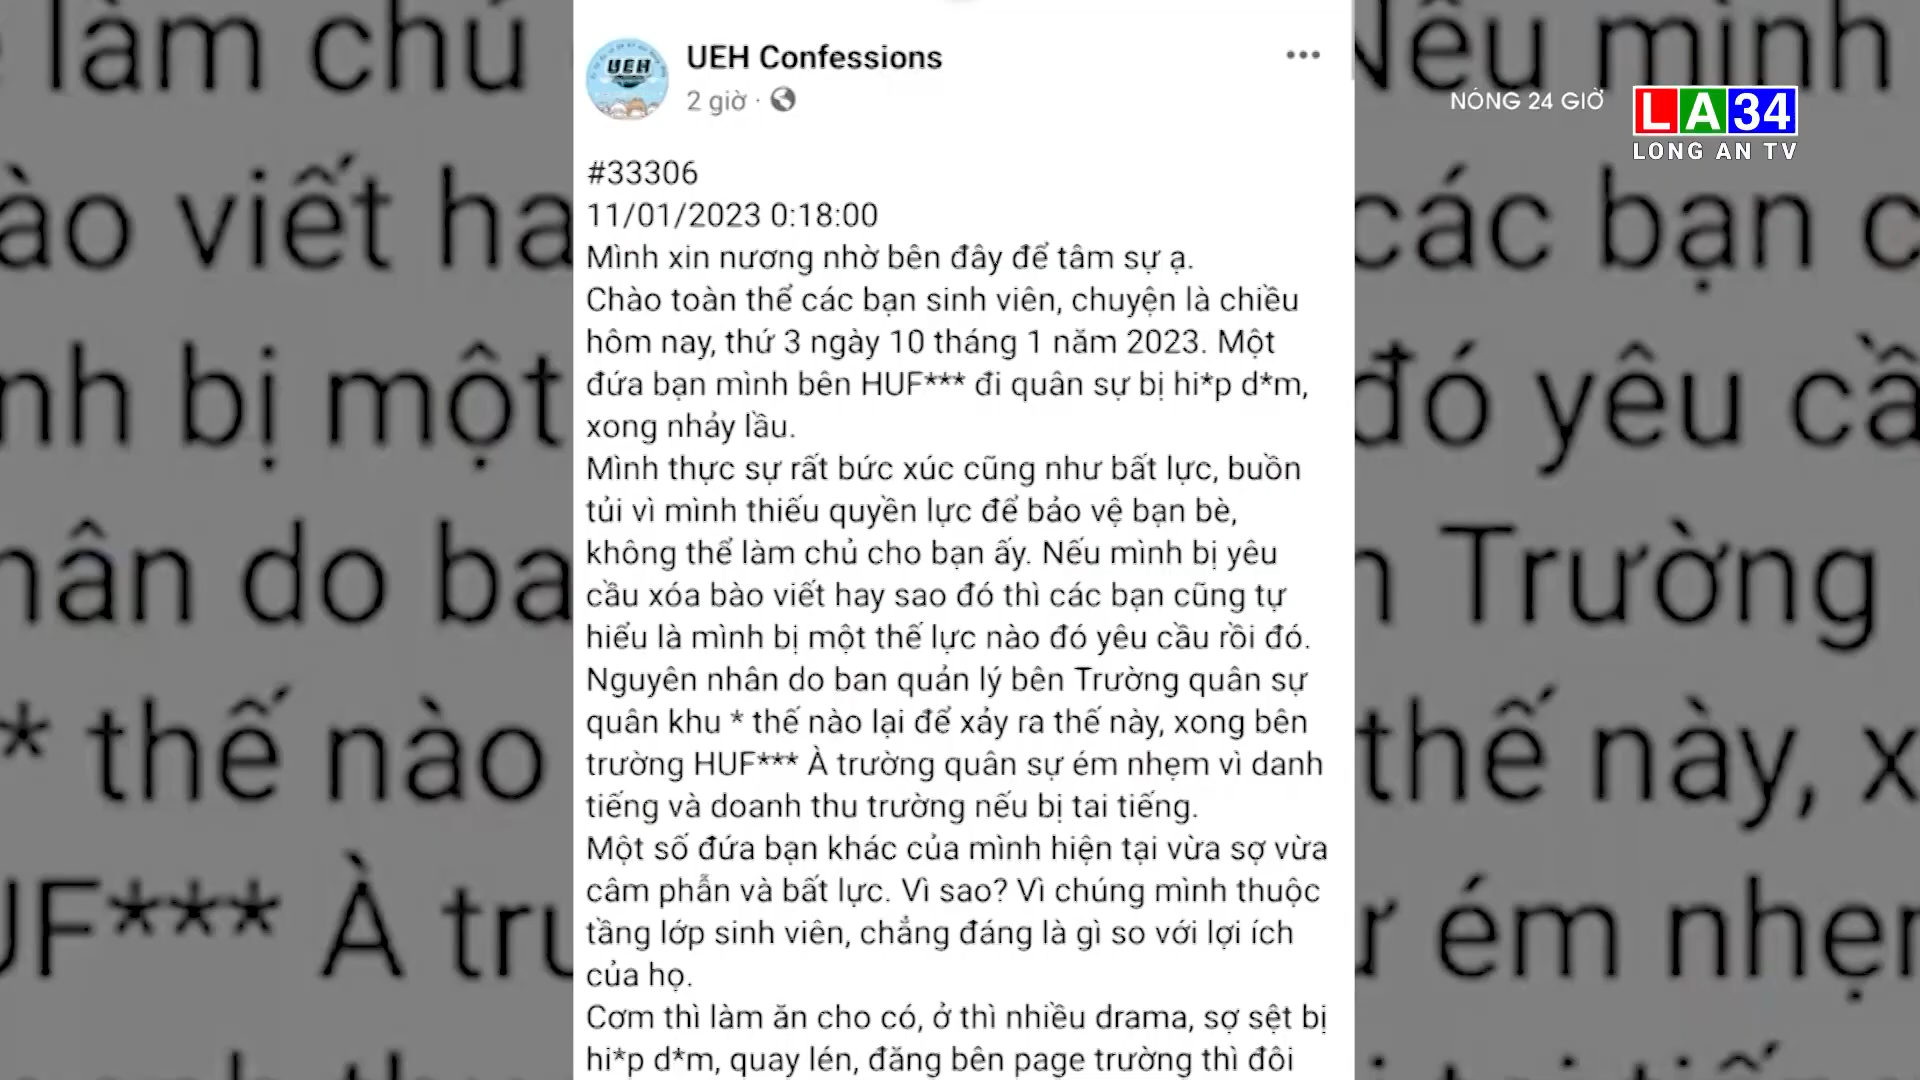 UEH Confessions
2 giờ
NÓNG 24 GIỜ
LA34
LONG AN TV
#33306
11/01/2023 0:18:00
Mình xin nương nhờ bên đây để tâm sự ạ.
Chào toàn thể các bạn sinh viên, chuyện là chiều
hôm nay, thứ 3 ngày 10 tháng 1 năm 2023. Một
đứa bạn mình bên HUF*** đi quân sự bị hi*p d*m,
xong nhảy lầu.
Mình thực sự rất bức xúc cũng như bất lực, buồn
tủi vì mình thiếu quyền lực để bảo vệ bạn bè,
không thể làm chủ cho bạn ấy. Nếu mình bị yêu
cầu xóa bào viết hay sao đó thì các bạn cũng tự
hiểu là mình bị một thế lực nào đó yêu cầu rồi đó.
Nguyên nhân do ban quản lý bên Trường quân sự
quân khu * thế nào lại để xảy ra thế này, xong bên
trường HUF*** À trường quân sự ém nhẹm vì danh
tiếng và doanh thu trường nếu bị tai tiếng.
Một số đứa bạn khác của mình hiện tại vừa sợ vừa
câm phẫn và bất lực. Vì sao? Vì chúng mình thuộc
tầng lớp sinh viên, chẳng đáng là gì so với lợi ích
của họ.
Cơm thì làm ăn cho có, ở thì nhiều drama, sợ sệt bị
hi*p d*m, quay lén, đăng bên page trường thì đôi